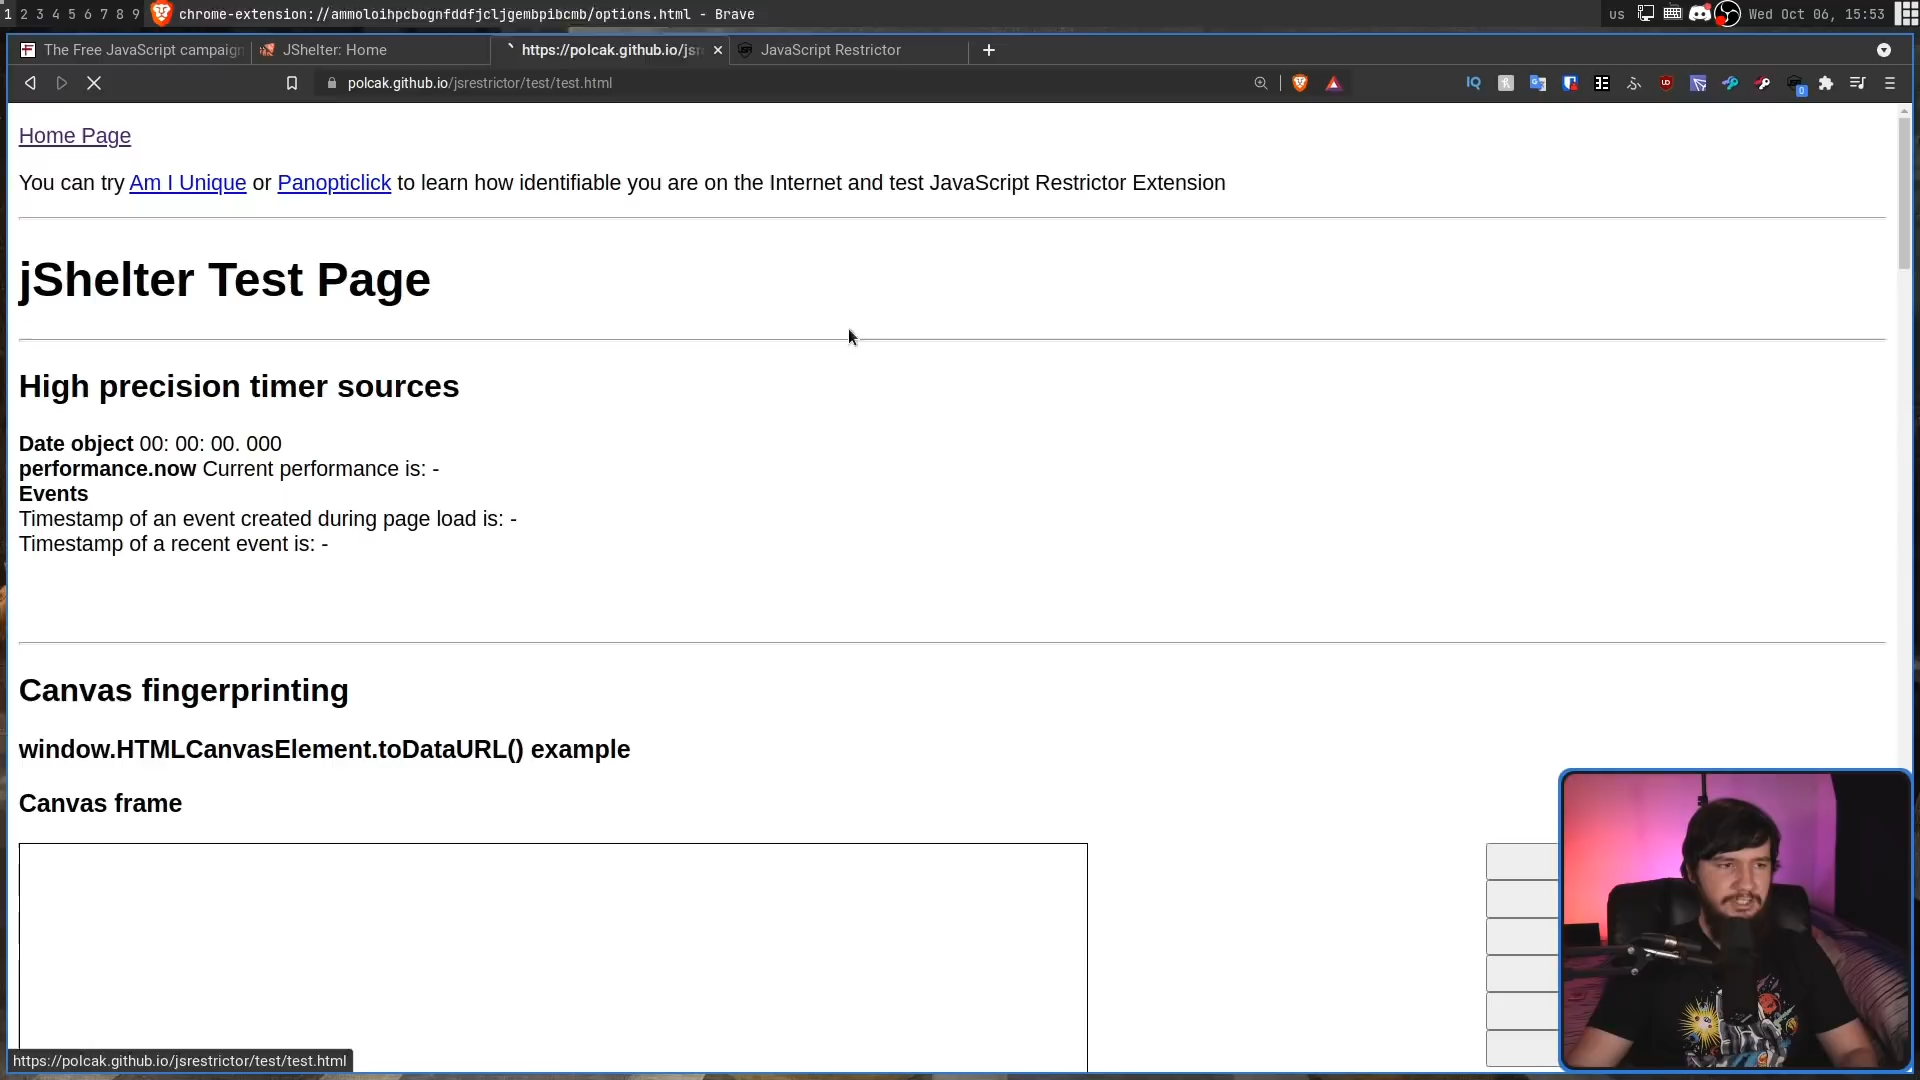 1 2 3 4 5 6 7 8 9 chrome-extension://ammoloihpcbognfddfjcljgembpibcmb/options.html - Brave
us Wed Oct 06, 15:53
The Free JavaScript campaign
JShelter: Home
https://polcak.github.io/jsr
JavaScript Restrictor
polcak.github.io/jsrestrictor/test/test.html
IQ
0
Home Page
You can try Am I Unique or Panopticlick to learn how identifiable you are on the Internet and test JavaScript Restrictor Extension
jShelter Test Page
High precision timer sources
Date object 00: 00: 00. 000
performance.now Current performance is: -
Events
Timestamp of an event created during page load is: -
Timestamp of a recent event is: -
Canvas fingerprinting
window.HTMLCanvasElement.toDataURL() example
Canvas frame
https://polcak.github.io/jsrestrictor/test/test.html